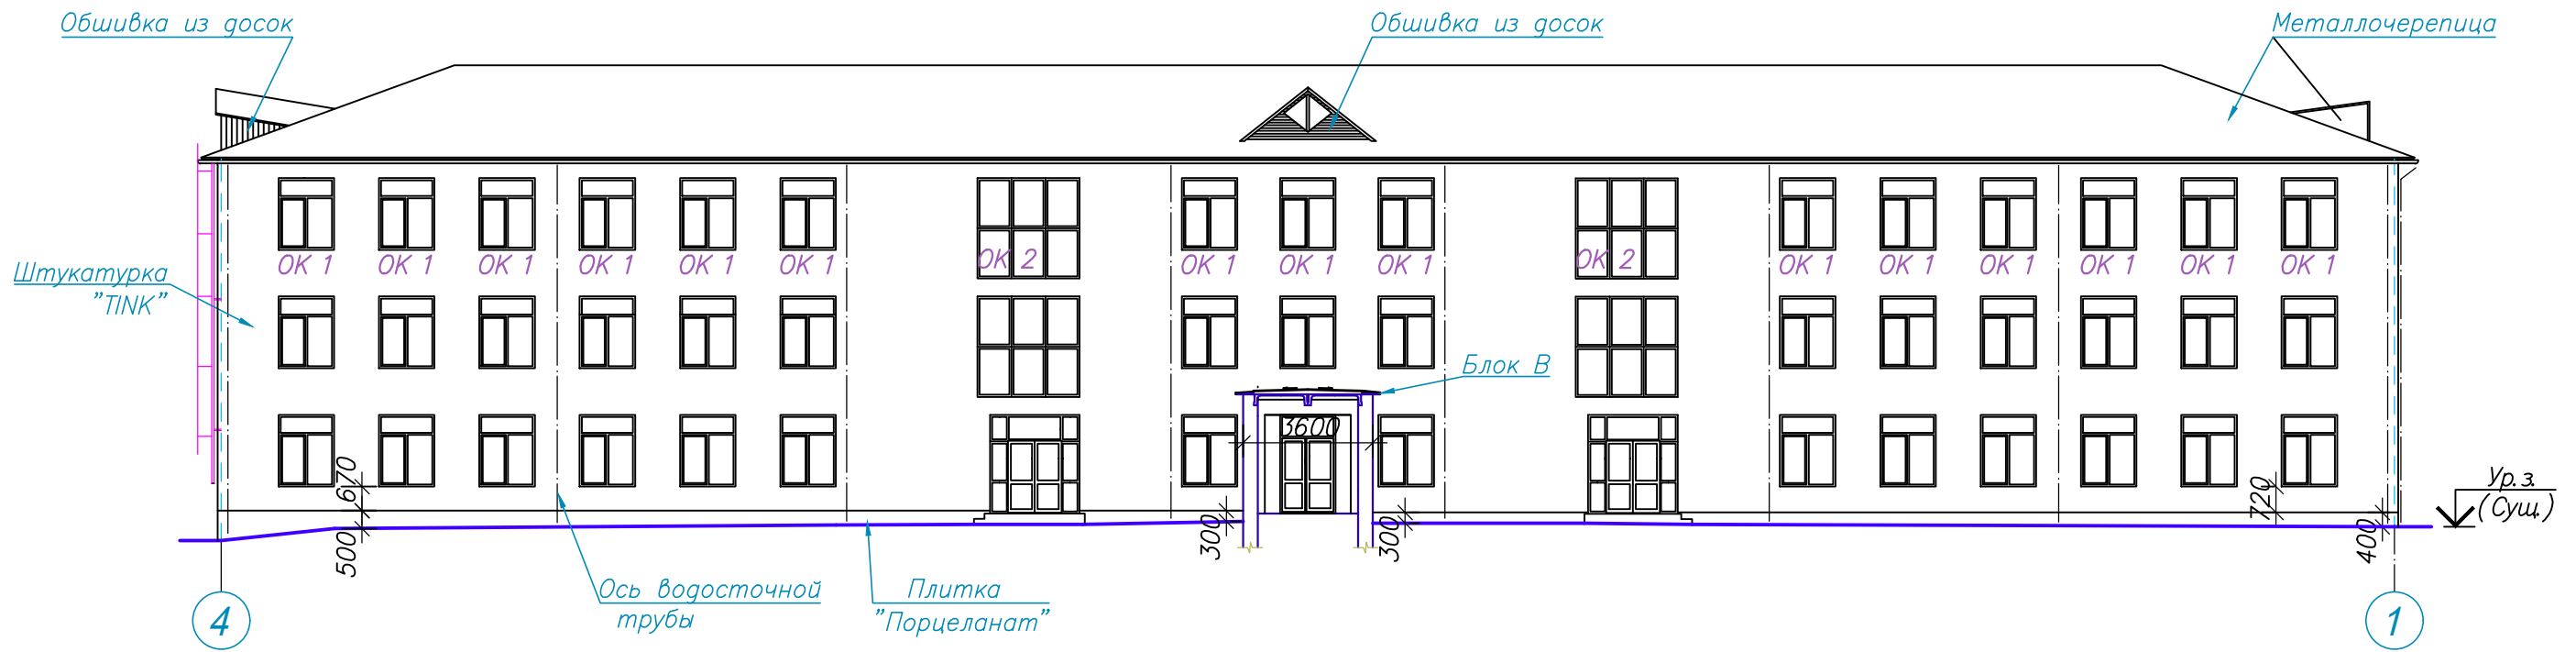 Обшивка из досок
Обшивка из досок
Металлочерепица
Штукатурка
"TINK"
ОК 1
ОК 1
ОК 1
ОК 1
ОК 1
ОК 1
ОК 2
ОК 1
ОК 1
ОК 1
ОК 2
ОК 1
ОК 1
ОК 1
ОК 1
ОК 1
ОК 1
Блок В
3600
670
500
300
300
720
400
Ур.з.
(Сущ.)
Ось водосточной
трубы
Плитка
"Порцеланат"
4
1